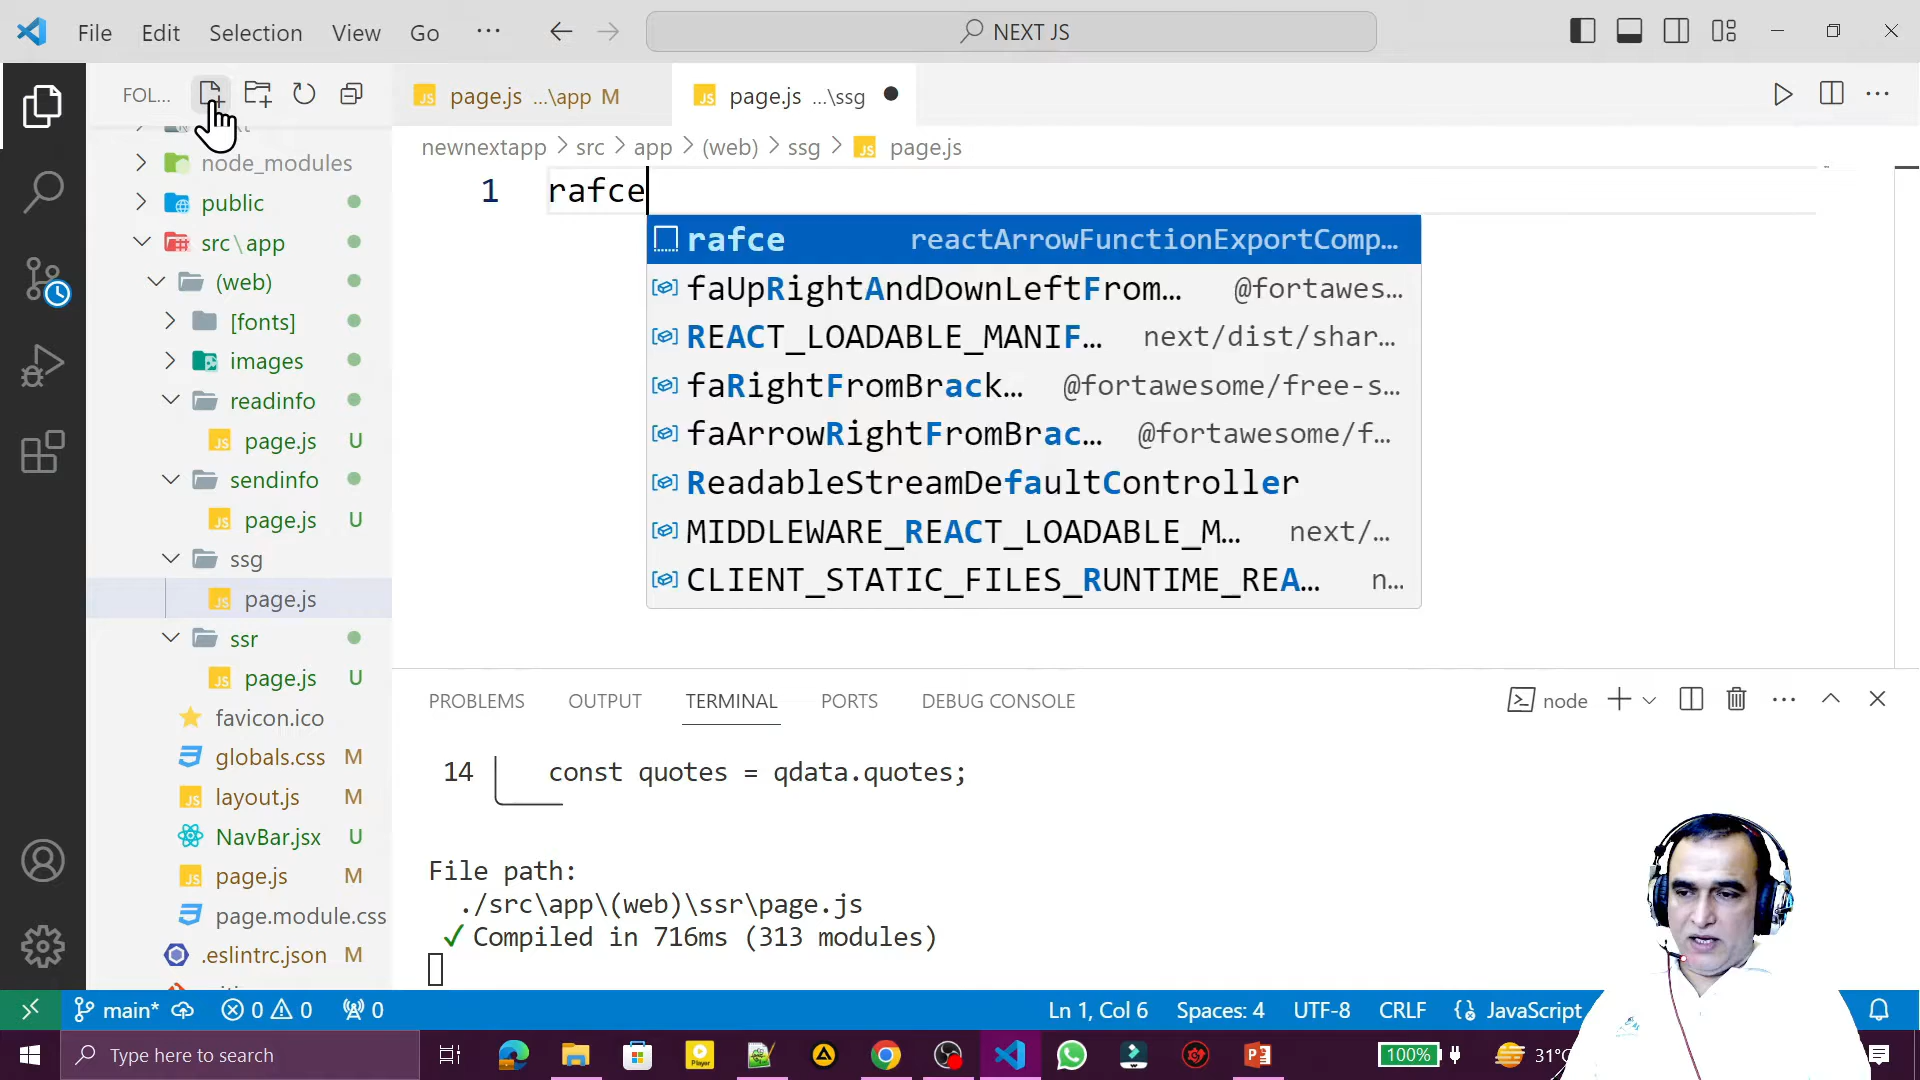 File Edit Selection View Go ··· NEXT JS
FOL...
page.js ...\app M page.js ...\ssg
newnextapp > src > app > (web) > ssg > page.js
node_modules
public
src\app
(web)
[fonts]
images
readinfo
page.js U
sendinfo
page.js U
ssg
page.js
ssr
page.js U
favicon.ico
globals.css M
layout.js M
NavBar.jsx U
page.js M
page.module.css
.eslintrc.json M
1 rafce
rafce reactArrowFunctionExportComp...
faUpRightAndDownLeftFrom... @fortawes...
REACT_LOADABLE_MANIF... next/dist/shar...
faRightFromBrack... @fortawesome/free-s...
faArrowRightFromBrac... @fortawesome/f...
ReadableStreamDefaultController
MIDDLEWARE_REACT_LOADABLE_M... next/...
CLIENT_STATIC_FILES_RUNTIME_REA... n...
PROBLEMS OUTPUT TERMINAL PORTS DEBUG CONSOLE node
14 const quotes = qdata.quotes;
File path:
./src\app\(web)\ssr\page.js
✓ Compiled in 716ms (313 modules)
main* 0 0 0 Ln 1, Col 6 Spaces: 4 UTF-8 CRLF {} JavaScript
Type here to search 100% 31°C